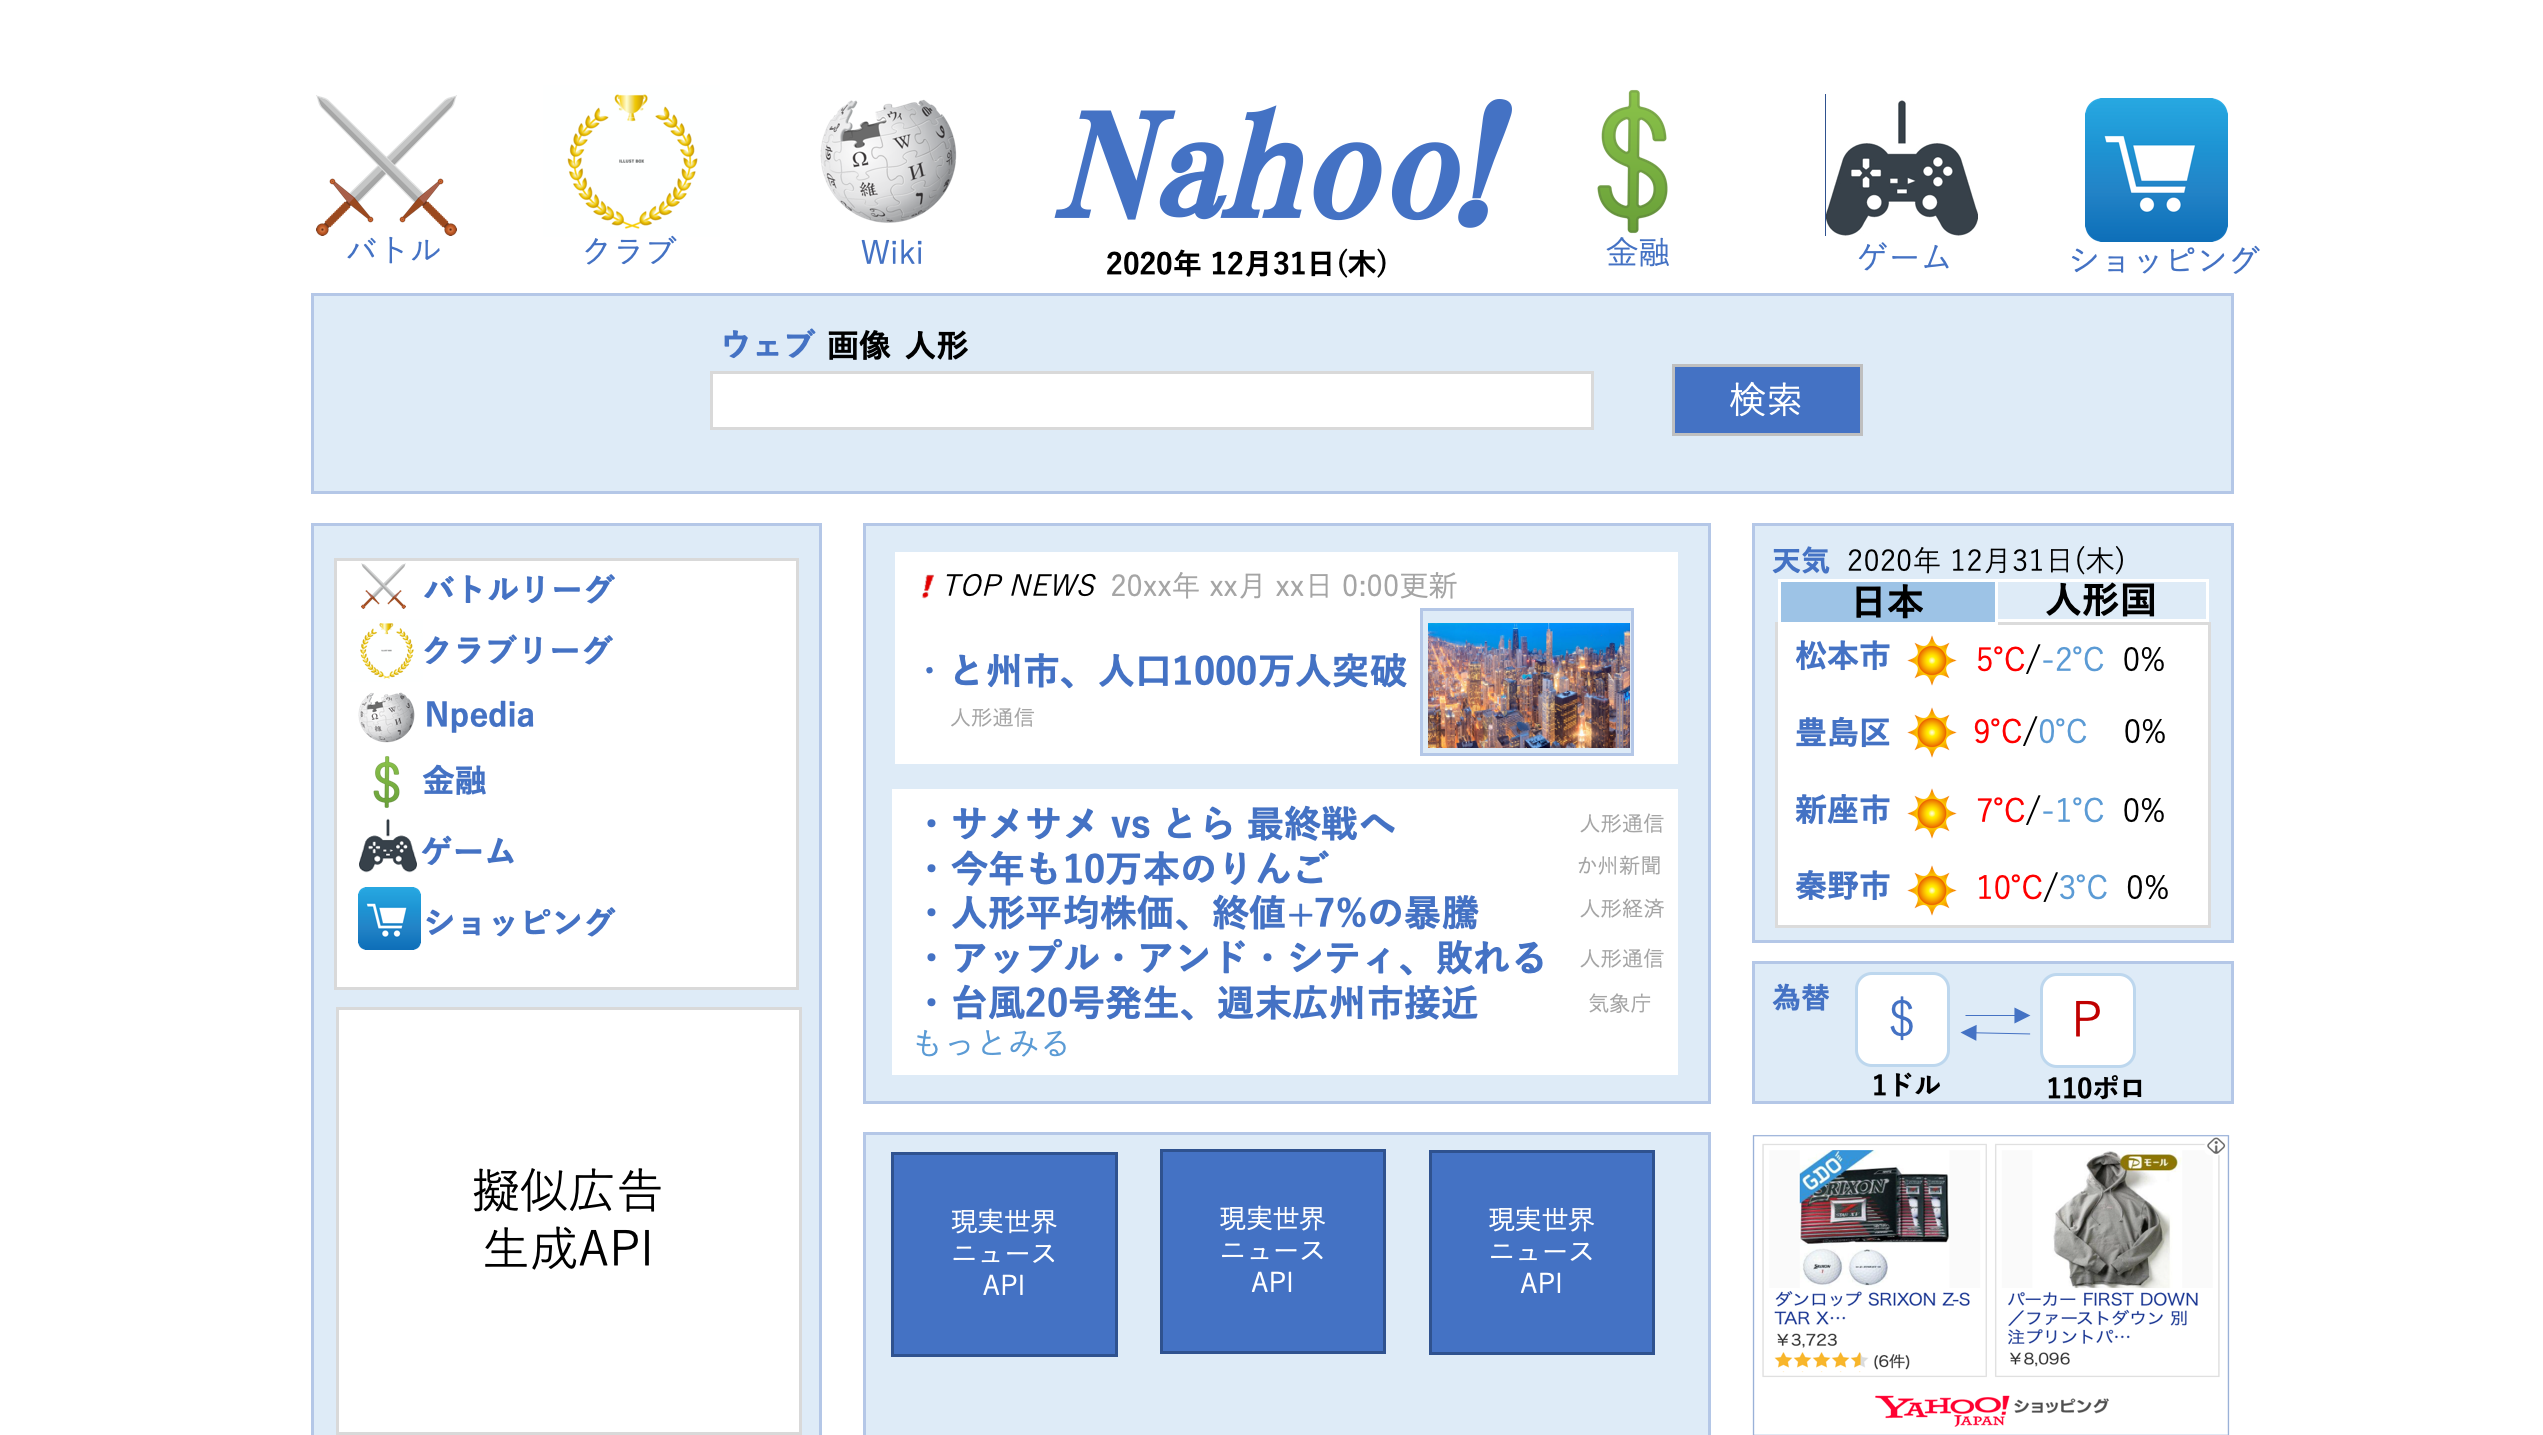 Nahoo!
バトル
クラブ
Wiki
2020年 12月31日(木)
金融
ゲーム
ショッピング
ウェブ 画像 人形
検索
バトルリーグ
クラブリーグ
Npedia
金融
ゲーム
ショッピング
擬似広告
生成API
! TOP NEWS 20xx年 xx月 xx日 0:00更新
・と州市、人口1000万人突破
人形通信
・サメサメ vs とら 最終戦へ 人形通信
・今年も10万本のりんご か州新聞
・人形平均株価、終値+7%の暴騰 人形経済
・アップル・アンド・シティ、敗れる 人形通信
・台風20号発生、週末広州市接近 気象庁
もっとみる
現実世界
ニュース
API
現実世界
ニュース
API
現実世界
ニュース
API
天気 2020年 12月31日(木)
日本 人形国
松本市 5°C/-2°C 0%
豊島区 9°C/0°C 0%
新座市 7°C/-1°C 0%
秦野市 10°C/3°C 0%
為替
$ P
1ドル 110ポロ
GDO
SRIXON
ダンロップ SRIXON Z-S
TAR X…
¥3,723
(6件)
P モール
パーカー FIRST DOWN
／ファーストダウン 別
注プリントパ…
¥8,096
YAHOO! JAPAN ショッピング